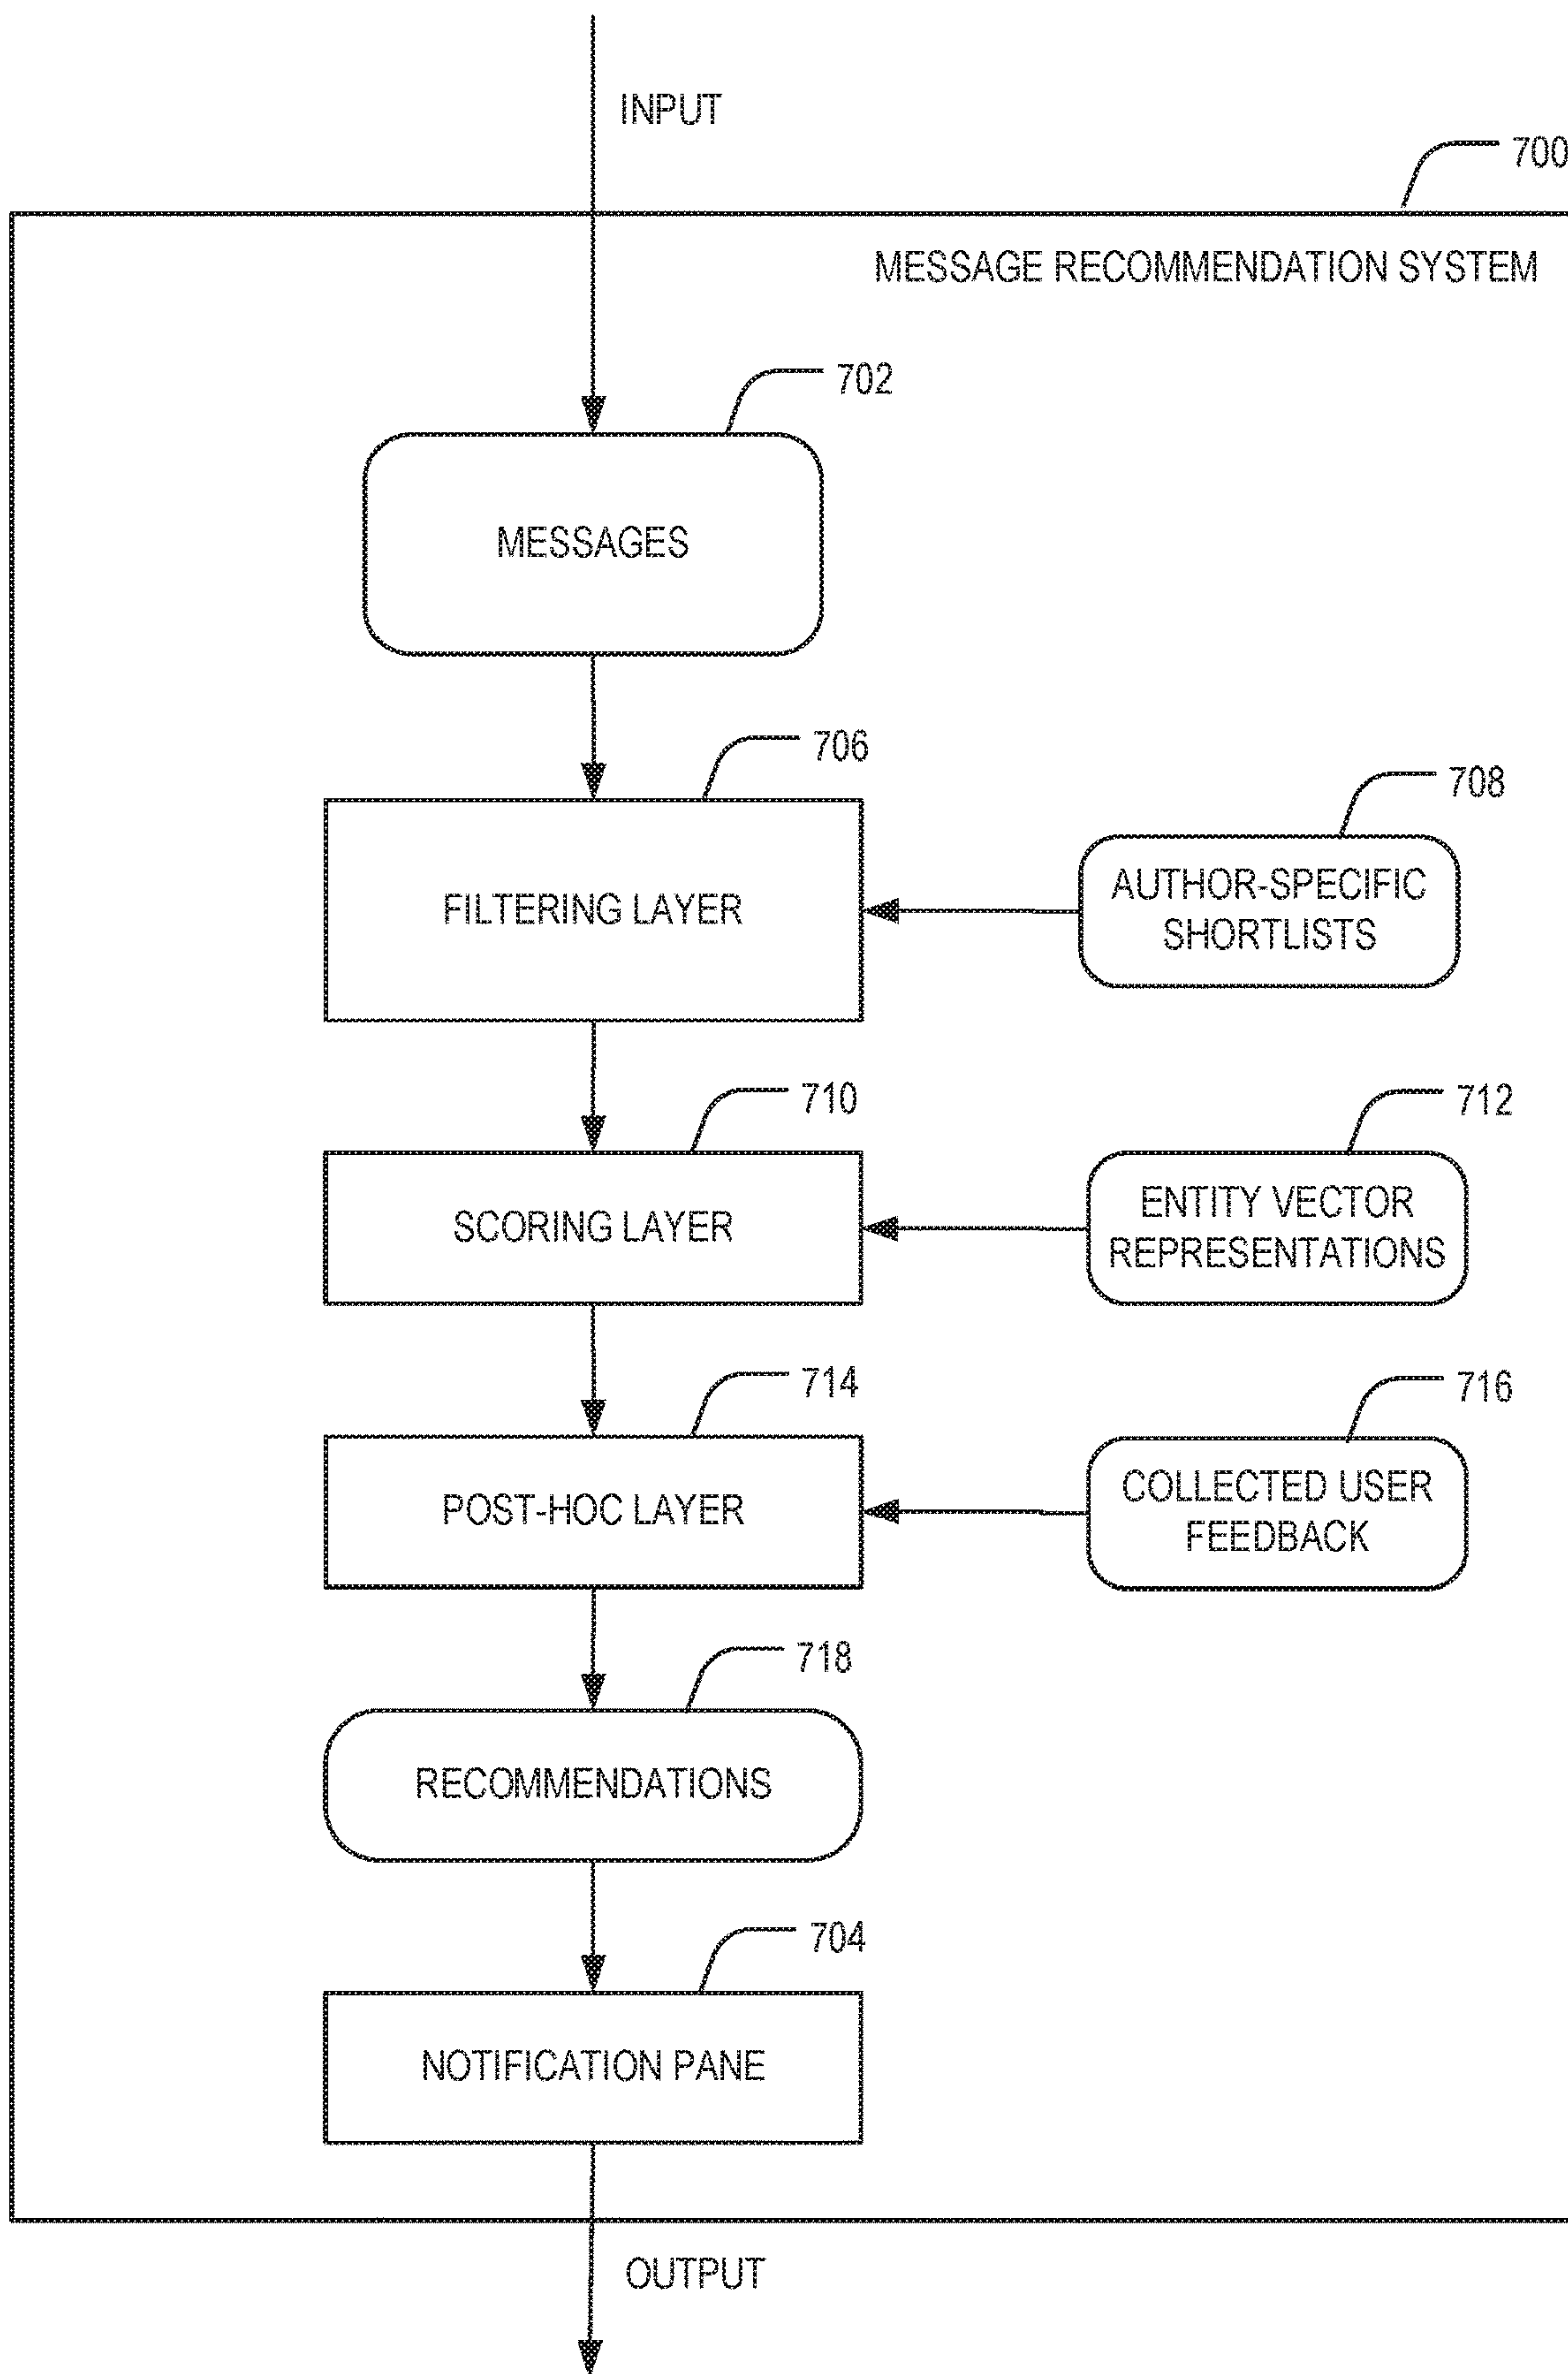 INPUT
700
MESSAGE RECOMMENDATION SYSTEM
702
MESSAGES
706
FILTERING LAYER
708
AUTHOR-SPECIFIC
SHORTLISTS
710
SCORING LAYER
712
ENTITY VECTOR
REPRESENTATIONS
714
POST-HOC LAYER
716
COLLECTED USER
FEEDBACK
718
RECOMMENDATIONS
704
NOTIFICATION PANE
OUTPUT